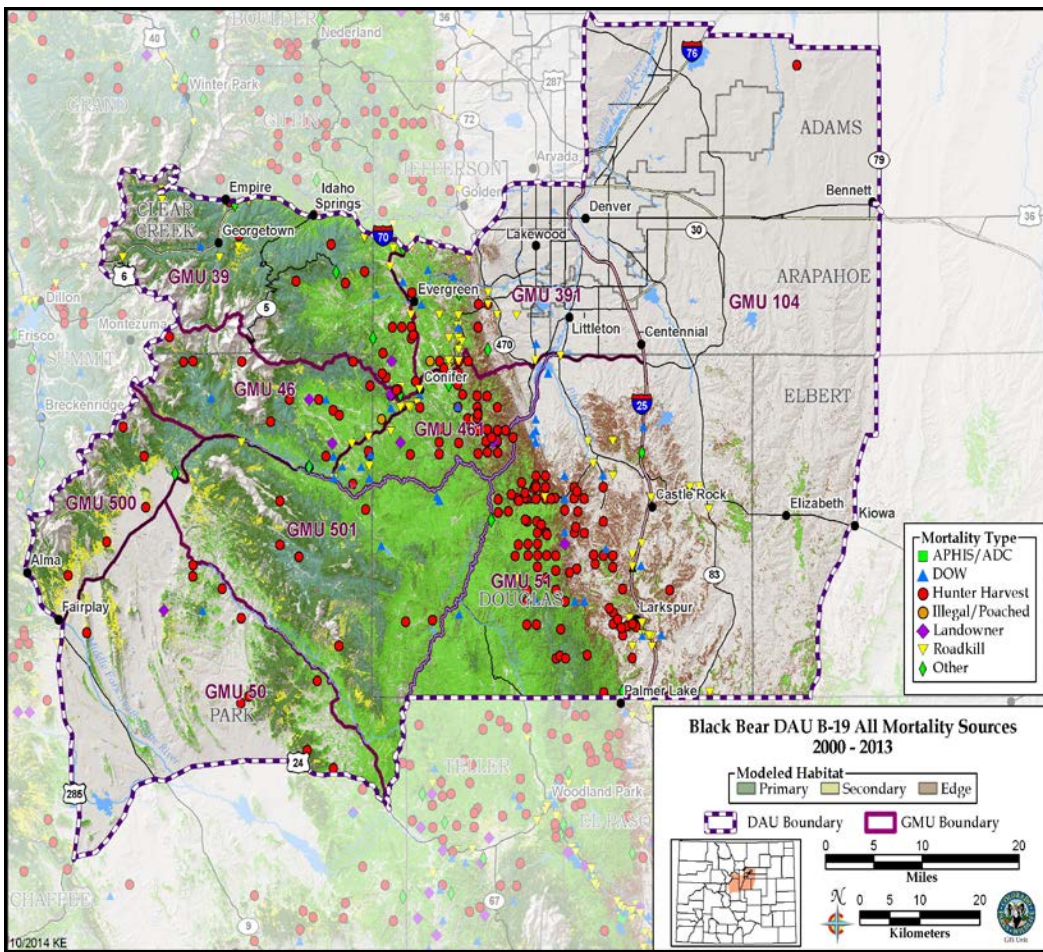 BOULDER
36
Nederland
40
76
Winter Park
287
GRAND
GILPIN
72
ADAMS
JEFFERSON
Arvada
79
Golden
Empire
Idaho
Springs
Bennett
CLEAR
CREEK
Denver
Georgetown
70
Lakewood
30
36
GMU 39
6
ARAPAHOE
Dillon
5
Evergreen
GMU 391
GMU 104
Montezuma
Littleton
Frisco
470
Centennial
SUMMIT
Conifer
GMU 46
ELBERT
Breckenridge
25
GMU 461
GMU 500
Castle Rock
Elizabeth
Kiowa
GMU 501
Alma
GMU 51
DOUGLAS
83
Fairplay
Larkspur
GMU 50
PARK
Palmer Lake
24
TELLER
285
Woodland Park
EL PASO
CHAFFEE
67
9
10/2014 KE
Mortality Type
APHIS/ADC
DOW
Hunter Harvest
Illegal/Poached
Landowner
Roadkill
Other
Black Bear DAU B-19 All Mortality Sources
2000 - 2013
Modeled Habitat
Primary Secondary Edge
DAU Boundary GMU Boundary
0 5 10 20
Miles
N
0 5 10 20
Kilometers
GIS Unit